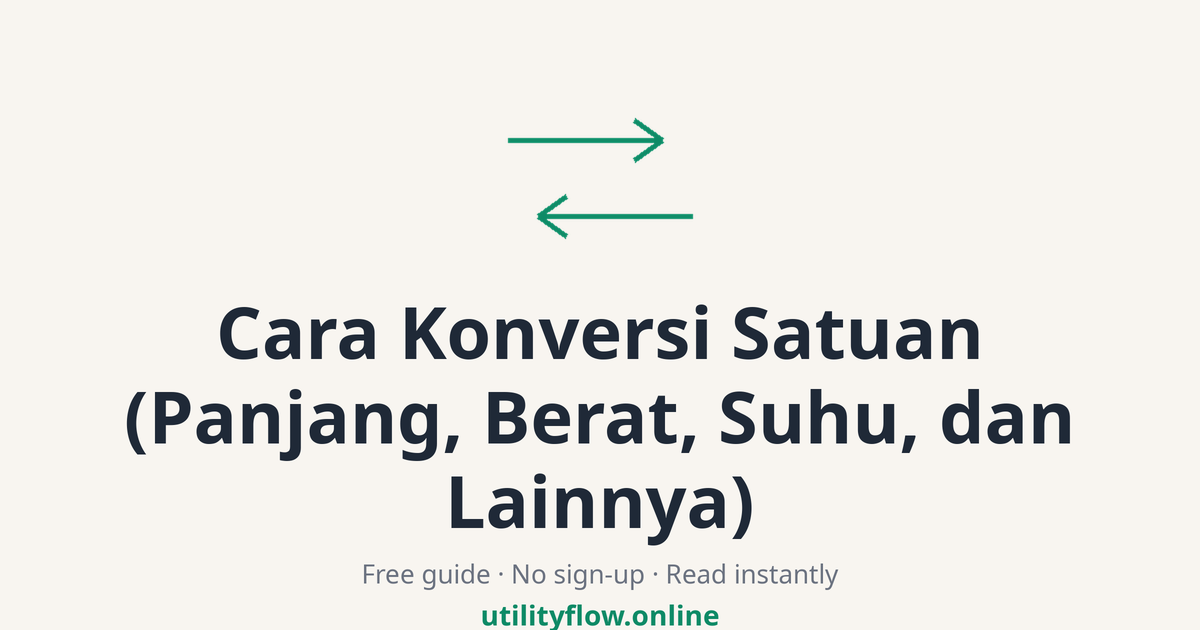 Cara Konversi Satuan
(Panjang, Berat, Suhu, dan
Lainnya)
Free guide · No sign-up · Read instantly
utilityflow.online